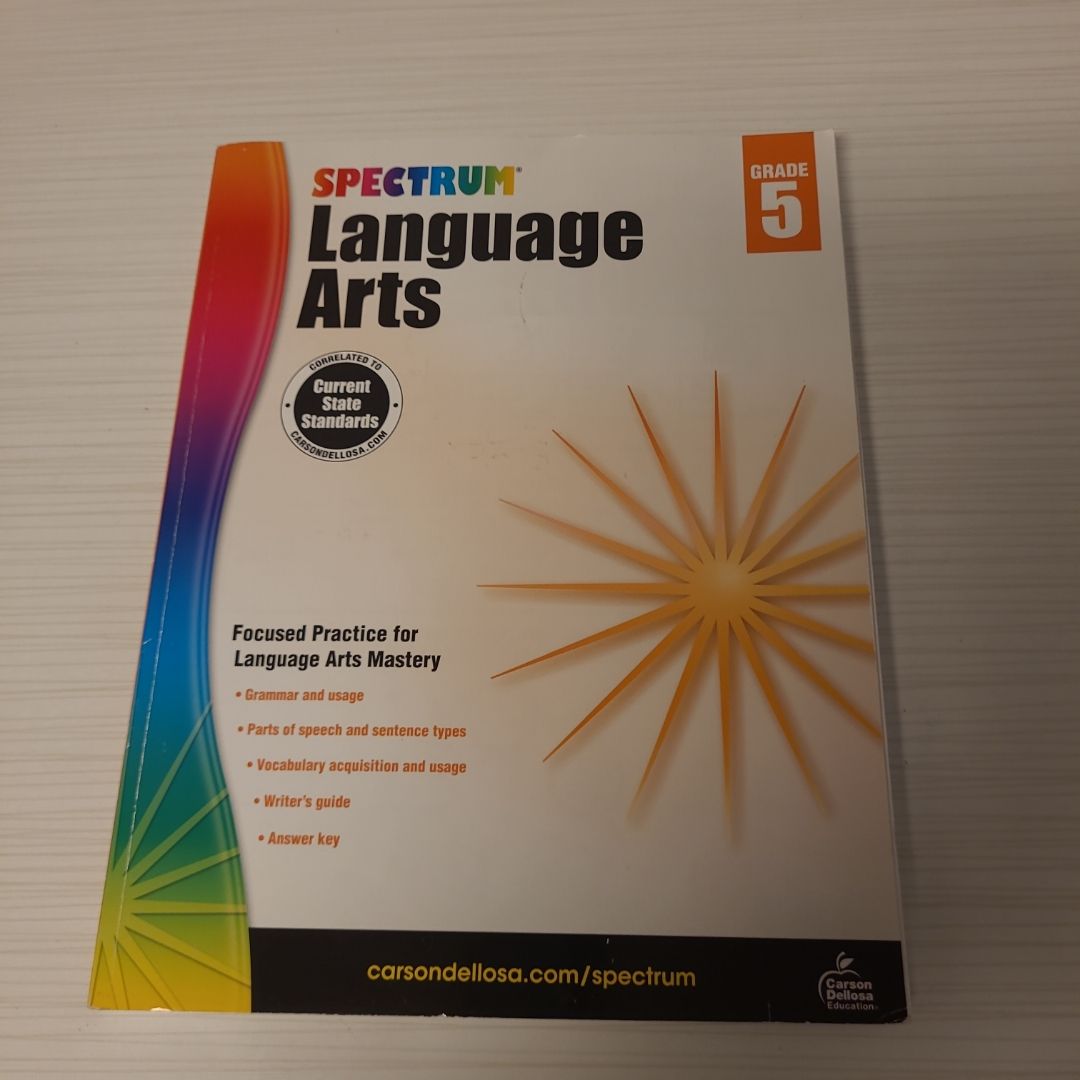 SPECTRUM®
Language
Arts
GRADE
5
CORRELATED TO
Current
State
Standards
CARSONDELLOSA.COM
Focused Practice for
Language Arts Mastery
• Grammar and usage
• Parts of speech and sentence types
• Vocabulary acquisition and usage
• Writer's guide
• Answer key
carsondellosa.com/spectrum
Carson
Dellosa
Education